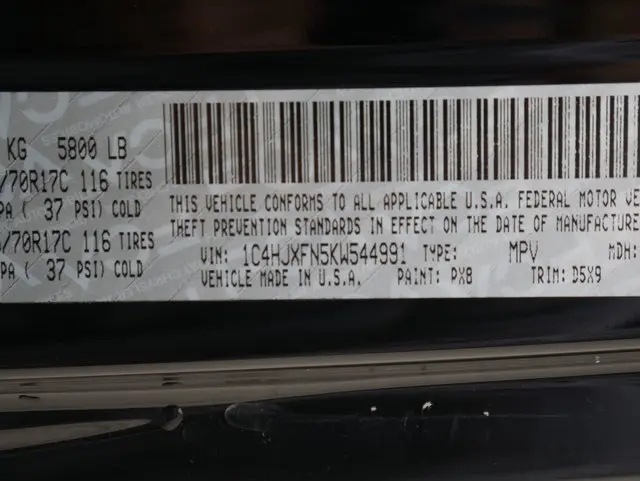 KG 5800 LB
/70R17C 116 TIRES
PA ( 37 PSI) COLD
/70R17C 116 TIRES
PA ( 37 PSI) COLD
THIS VEHICLE CONFORMS TO ALL APPLICABLE U.S.A. FEDERAL MOTOR
THEFT PREVENTION STANDARDS IN EFFECT ON THE DATE OF MANUFACTURE
VIN: 1C4HJXFN5KW544991 TYPE: MPV MDH:
VEHICLE MADE IN U.S.A. PAINT: PX8 TRIM: D5X9